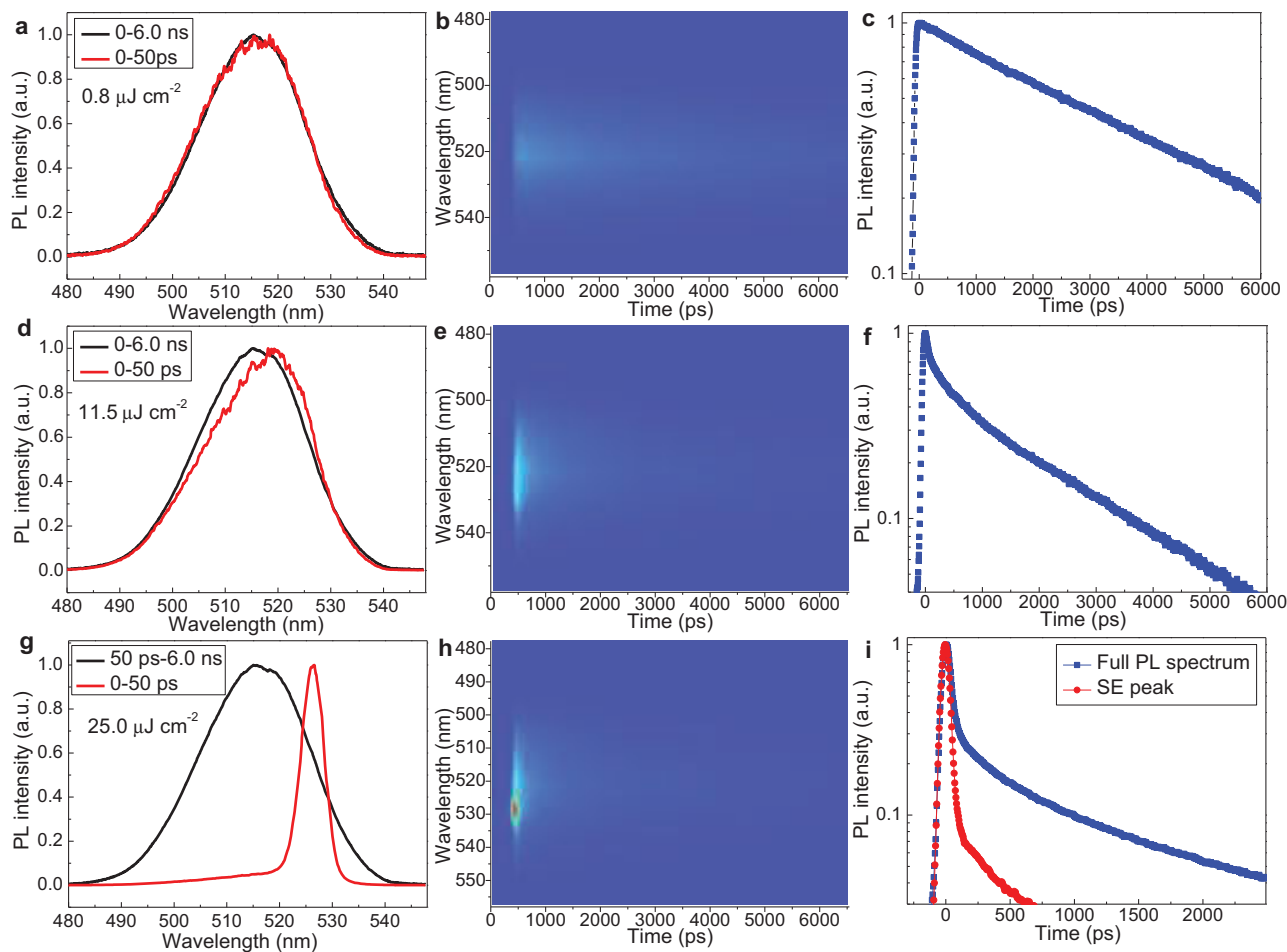 a
0-6.0 ns
0-50ps
0.8 μJ cm-2
1.0
0.8
0.6
0.4
0.2
0.0
PL intensity (a.u.)
480 490 500 510 520 530 540
Wavelength (nm)
b
480
500
520
540
Wavelength (nm)
0 1000 2000 3000 4000 5000 6000
Time (ps)
c
1
0.1
PL intensity (a.u.)
0 1000 2000 3000 4000 5000 6000
Time (ps)
d
0-6.0 ns
0-50 ps
11.5 μJ cm-2
1.0
0.8
0.6
0.4
0.2
0.0
PL intensity (a.u.)
480 490 500 510 520 530 540
Wavelength (nm)
e
480
500
520
540
Wavelength (nm)
0 1000 2000 3000 4000 5000 6000
Time (ps)
f
1
0.1
PL intensity (a.u.)
0 1000 2000 3000 4000 5000 6000
Time (ps)
g
50 ps-6.0 ns
0-50 ps
25.0 μJ cm-2
1.0
0.8
0.6
0.4
0.2
0.0
PL intensity (a.u.)
480 490 500 510 520 530 540
Wavelength (nm)
h
480
500
510
520
530
540
550
Wavelength (nm)
0 1000 2000 3000 4000 5000 6000
Time (ps)
i
Full PL spectrum
SE peak
1
0.1
PL intensity (a.u.)
0 500 750 1250 1500 2000
Time (ps)